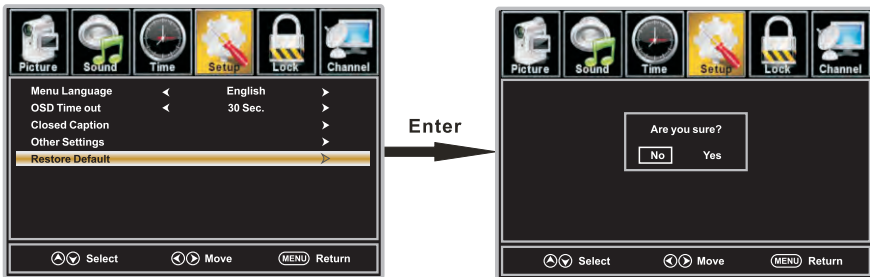 Picture Sound Time Setup Lock Channel
Menu Language English
OSD Time out 30 Sec.
Closed Caption
Other Settings
Restore Default
Select Move MENU Return
Enter
Picture Sound Time Setup Lock Channel
Are you sure?
No Yes
Select Move MENU Return